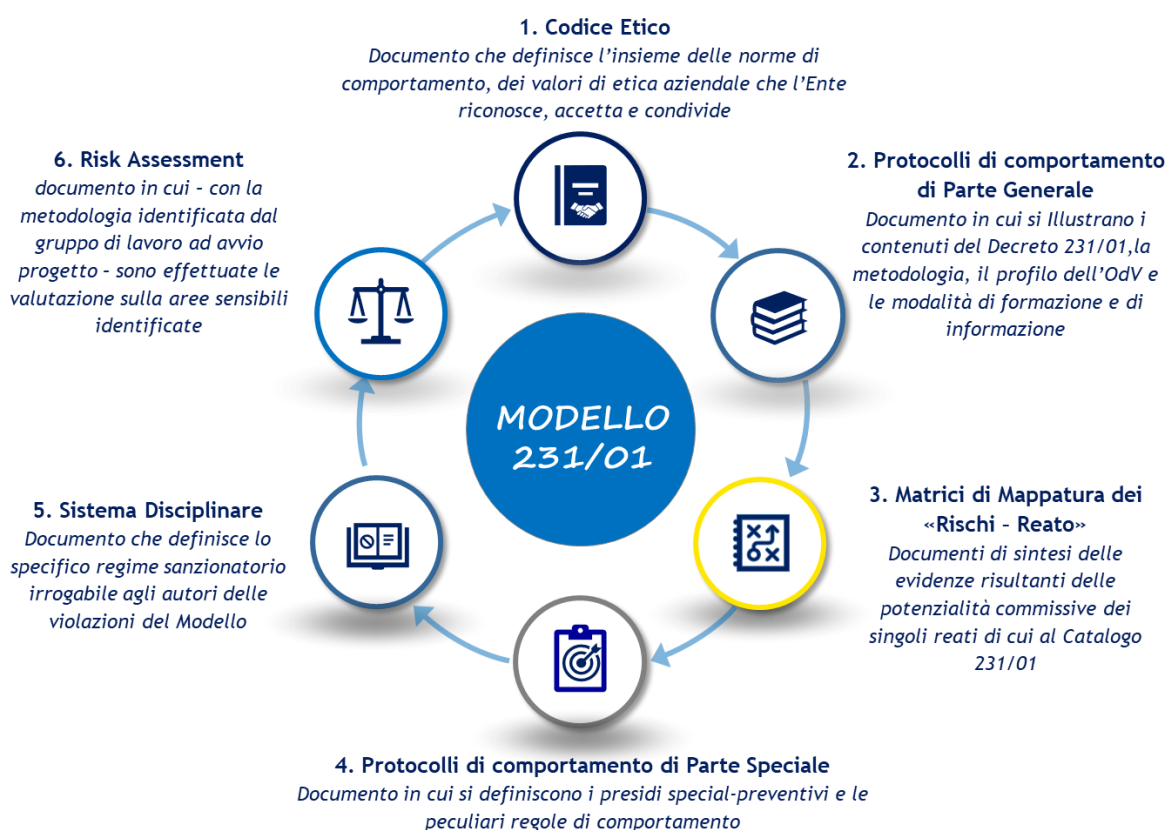 1. Codice Etico
Documento che definisce l'insieme delle norme di
comportamento, dei valori di etica aziendale che l'Ente
riconosce, accetta e condivide
2. Protocolli di comportamento
di Parte Generale
Documento in cui si Illustrano i
contenuti del Decreto 231/01,la
metodologia, il profilo dell'OdV e
le modalità di formazione e di
informazione
3. Matrici di Mappatura dei
«Rischi - Reato»
Documenti di sintesi delle
evidenze risultanti delle
potenzialità commissive dei
singoli reati di cui al Catalogo
231/01
4. Protocolli di comportamento di Parte Speciale
Documento in cui si definiscono i presidi special-preventivi e le
peculiari regole di comportamento
5. Sistema Disciplinare
Documento che definisce lo
specifico regime sanzionatorio
irrogabile agli autori delle
violazioni del Modello
6. Risk Assessment
documento in cui - con la
metodologia identificata dal
gruppo di lavoro ad avvio
progetto - sono effettuate le
valutazione sulla aree sensibili
identificate
MODELLO
231/01